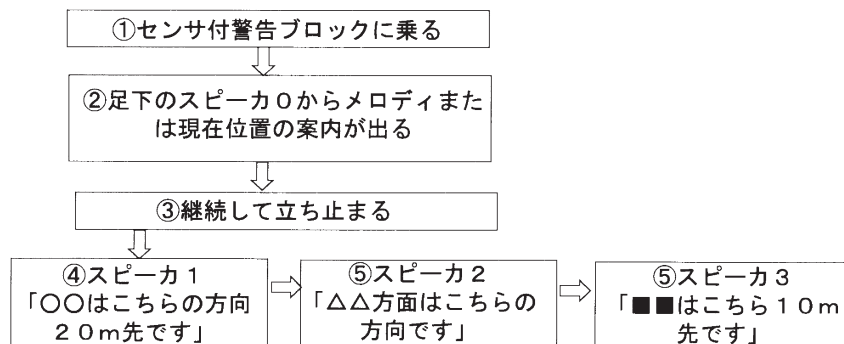 ①センサ付警告ブロックに乗る
②足下のスピーカ０からメロディまた
は現在位置の案内が出る
③継続して立ち止まる
④スピーカ１
「〇〇はこちらの方向
２０ｍ先です」
⑤スピーカ２
「△△方面はこちらの
方向です」
⑤スピーカ３
「■■はこちら１０ｍ
先です」